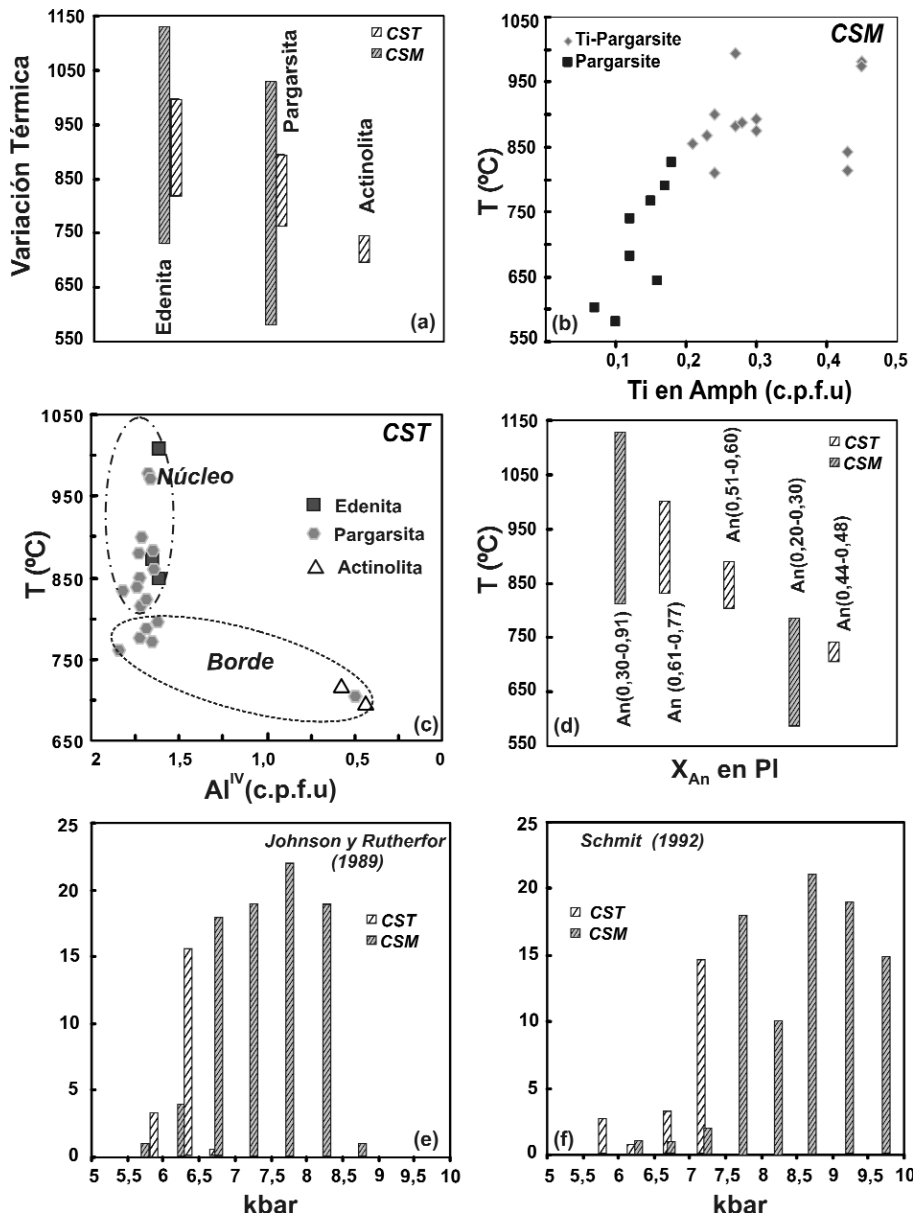 1150
1050
950
850
750
650
550
Variación Térmica
CST
CSM
Edenita
Pargarsita
Actinolita
(a)
1050
950
850
750
650
550
T (ºC)
Ti-Pargarsite
Pargarsite
CSM
(b)
0,1
0,2
0,3
0,4
0,5
Ti en Amph (c.p.f.u)
1050
950
850
750
650
T (ºC)
CST
Núcleo
Edenita
Pargarsita
Actinolita
Borde
(c)
2
1,5
1,0
0,5
0
Al^IV (c.p.f.u)
1150
1050
950
850
750
650
550
T (ºC)
CST
CSM
An(0,30-0,91)
An (0,61-0,77)
An(0,51-0,60)
An(0,20-0,30)
An(0,44-0,48)
(d)
X_An en Pl
25
20
15
10
5
0
Johnson y Rutherfor
(1989)
CST
CSM
(e)
5
5,5
6
6,5
7
7,5
8
8,5
9
9,5
10
kbar
25
20
15
10
5
0
Schmit (1992)
CST
CSM
(f)
5
5,5
6
6,5
7
7,5
8
8,5
9
9,5
10
kbar